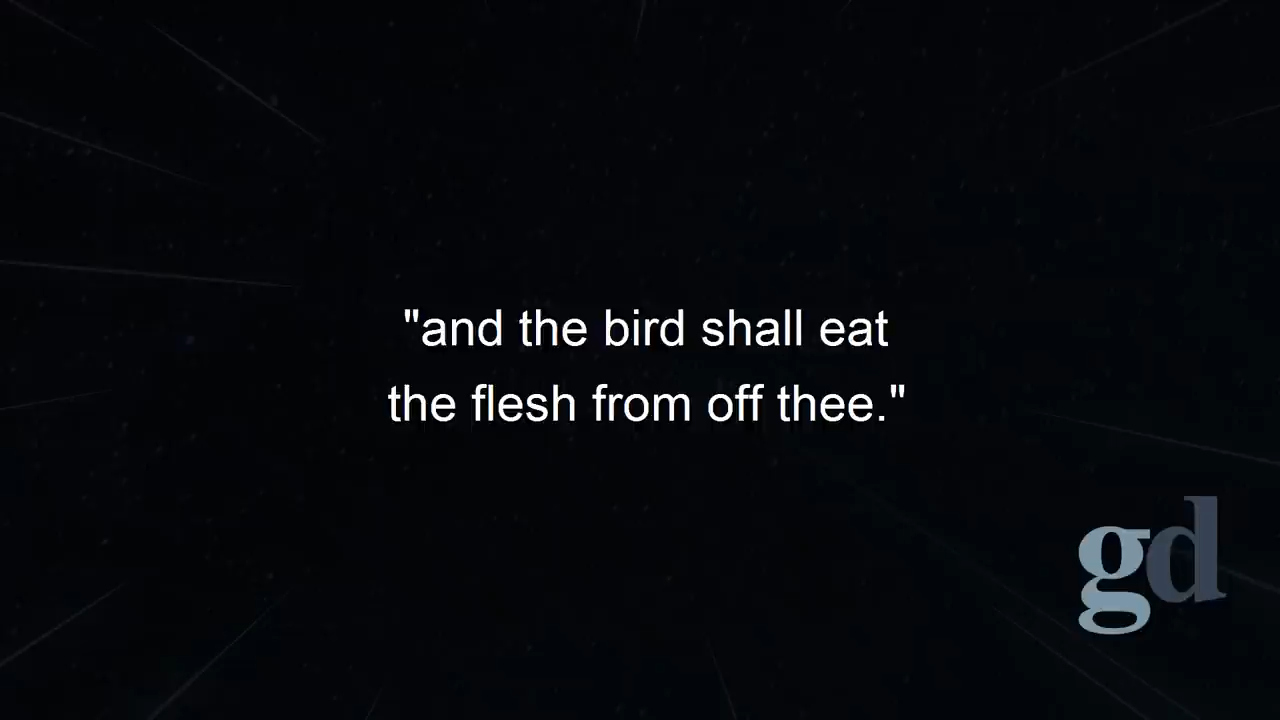 "and the bird shall eat
the flesh from off thee."
gd